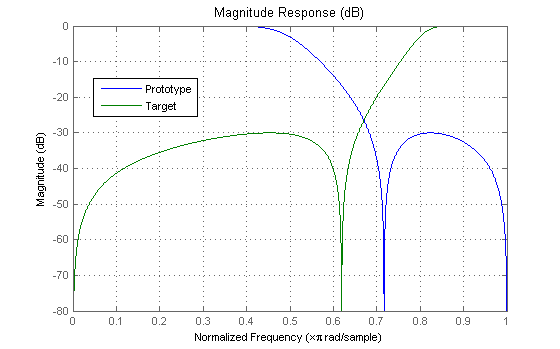 Magnitude Response (dB)
0
-10
-20
-30
-40
-50
-60
-70
-80
Magnitude (dB)
Prototype
Target
0 0.1 0.2 0.3 0.4 0.5 0.6 0.7 0.8 0.9 1
Normalized Frequency (×π rad/sample)